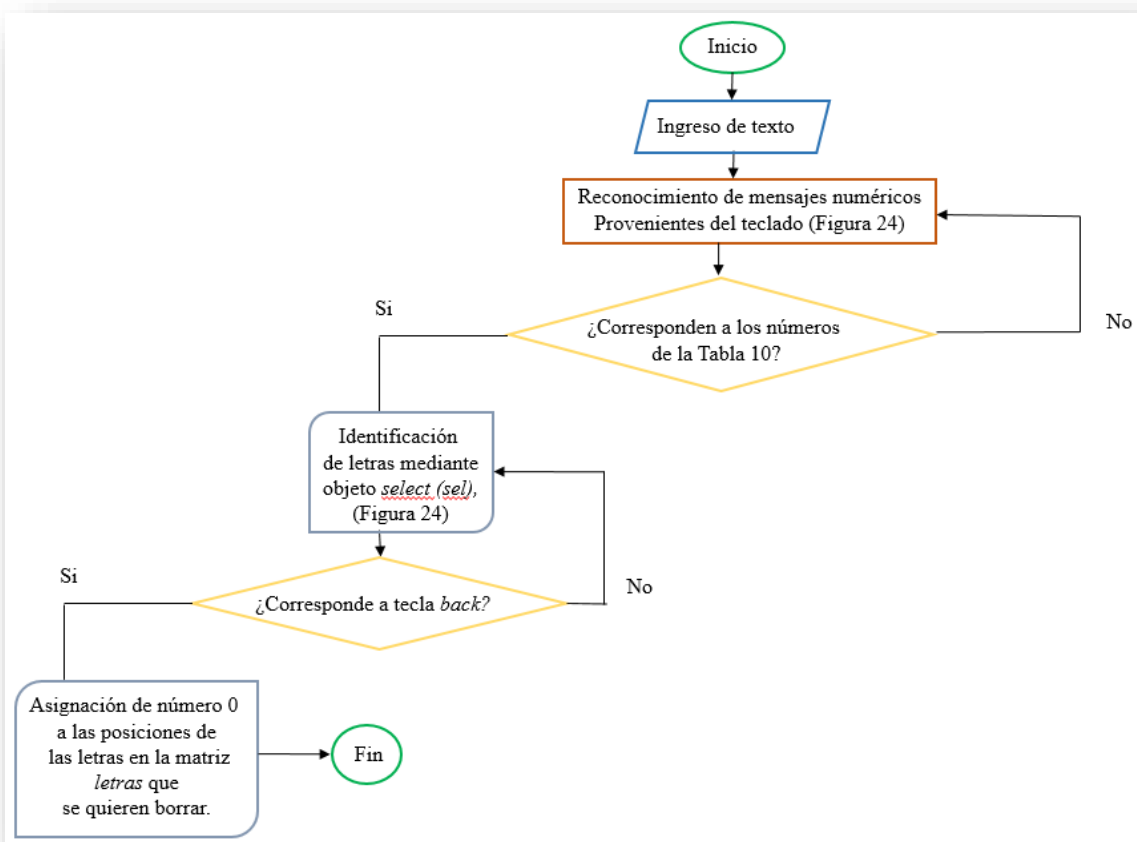 Inicio
Ingreso de texto
Reconocimiento de mensajes numéricos
Provenientes del teclado (Figura 24)
Si
¿Corresponden a los números
de la Tabla 10?
No
Identificación
de letras mediante
objeto select (sel),
(Figura 24)
Si
¿Corresponde a tecla back?
No
Asignación de número 0
a las posiciones de
las letras en la matriz
letras que
se quieren borrar.
Fin